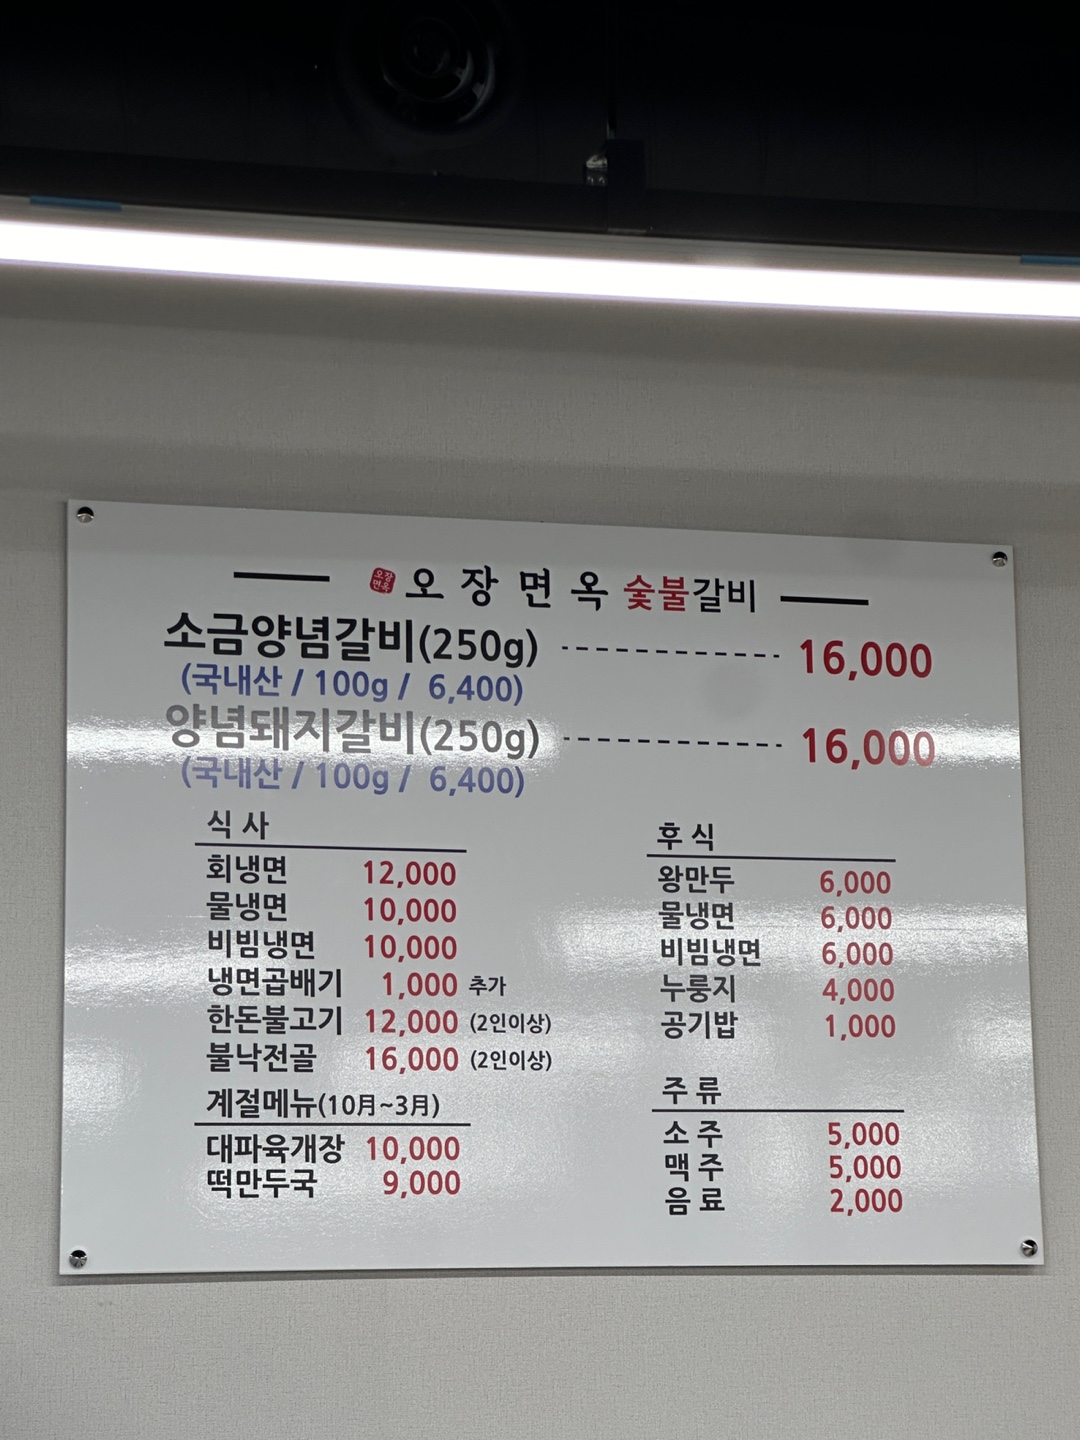 오장면옥 오장면옥 숯불갈비
소금양념갈비(250g) ------------ 16,000
(국내산 / 100g / 6,400)
양념돼지갈비(250g) ------------ 16,000
(국내산 / 100g / 6,400)
식사
회냉면 12,000
물냉면 10,000
비빔냉면 10,000
냉면곱배기 1,000 추가
한돈불고기 12,000 (2인이상)
불낙전골 16,000 (2인이상)
계절메뉴(10月~3月)
대파육개장 10,000
떡만두국 9,000
후식
왕만두 6,000
물냉면 6,000
비빔냉면 6,000
누룽지 4,000
공기밥 1,000
주류
소주 5,000
맥주 5,000
음료 2,000